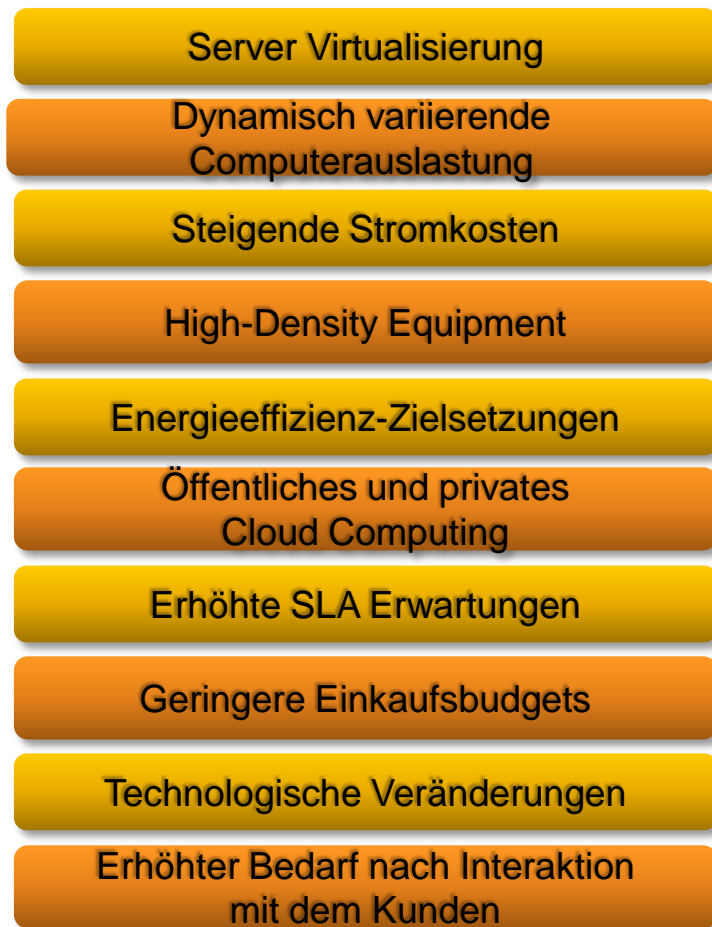 Server Virtualisierung
Dynamisch variierende
Computerauslastung
Steigende Stromkosten
High-Density Equipment
Energieeffizienz-Zielsetzungen
Öffentliches und privates
Cloud Computing
Erhöhte SLA Erwartungen
Geringere Einkaufsbudgets
Technologische Veränderungen
Erhöhter Bedarf nach Interaktion
mit dem Kunden